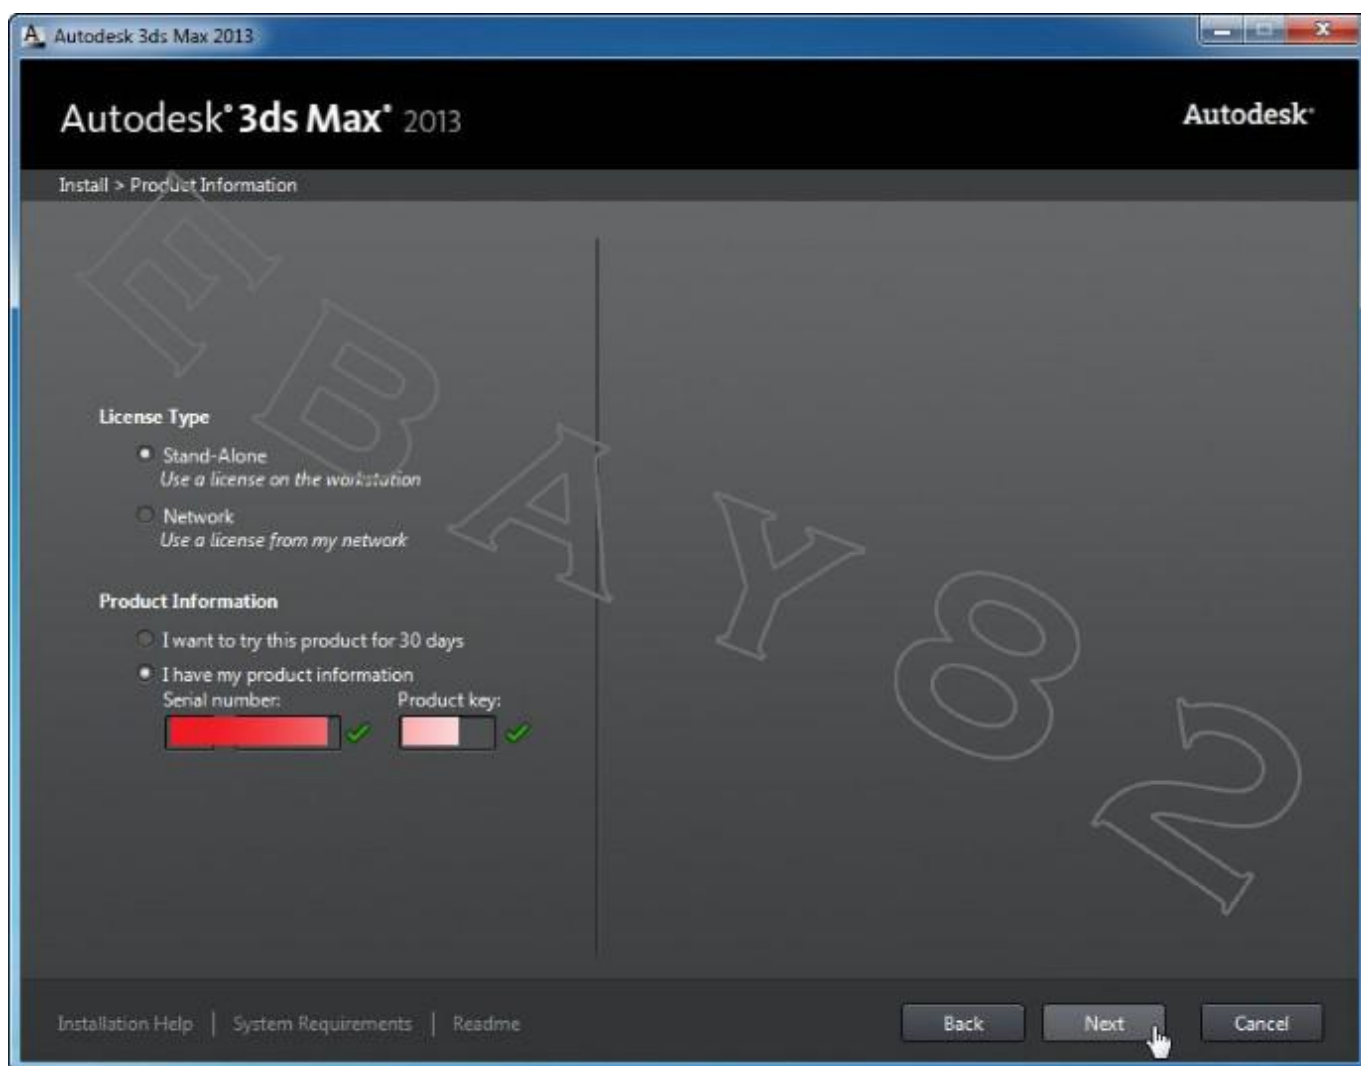 Autodesk 3ds Max 2013
Autodesk® 3ds Max® 2013
Autodesk®
Install > Product Information
License Type
Stand-Alone
Use a license on the workstation
Network
Use a license from my network
Product Information
I want to try this product for 30 days
I have my product information
Serial number: Product key:
EBAY82
Installation Help | System Requirements | Readme
Back Next Cancel